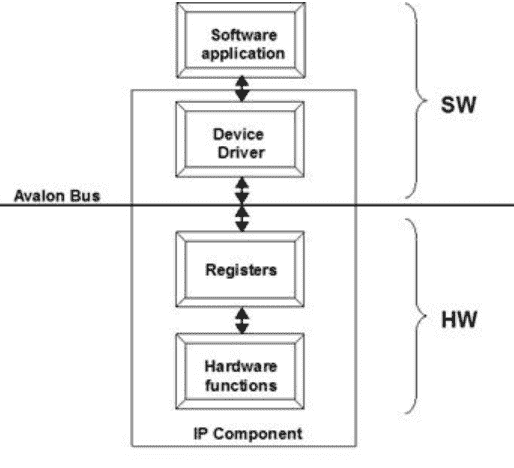 Software
application
SW
Device
Driver
Avalon Bus
Registers
HW
Hardware
functions
IP Component